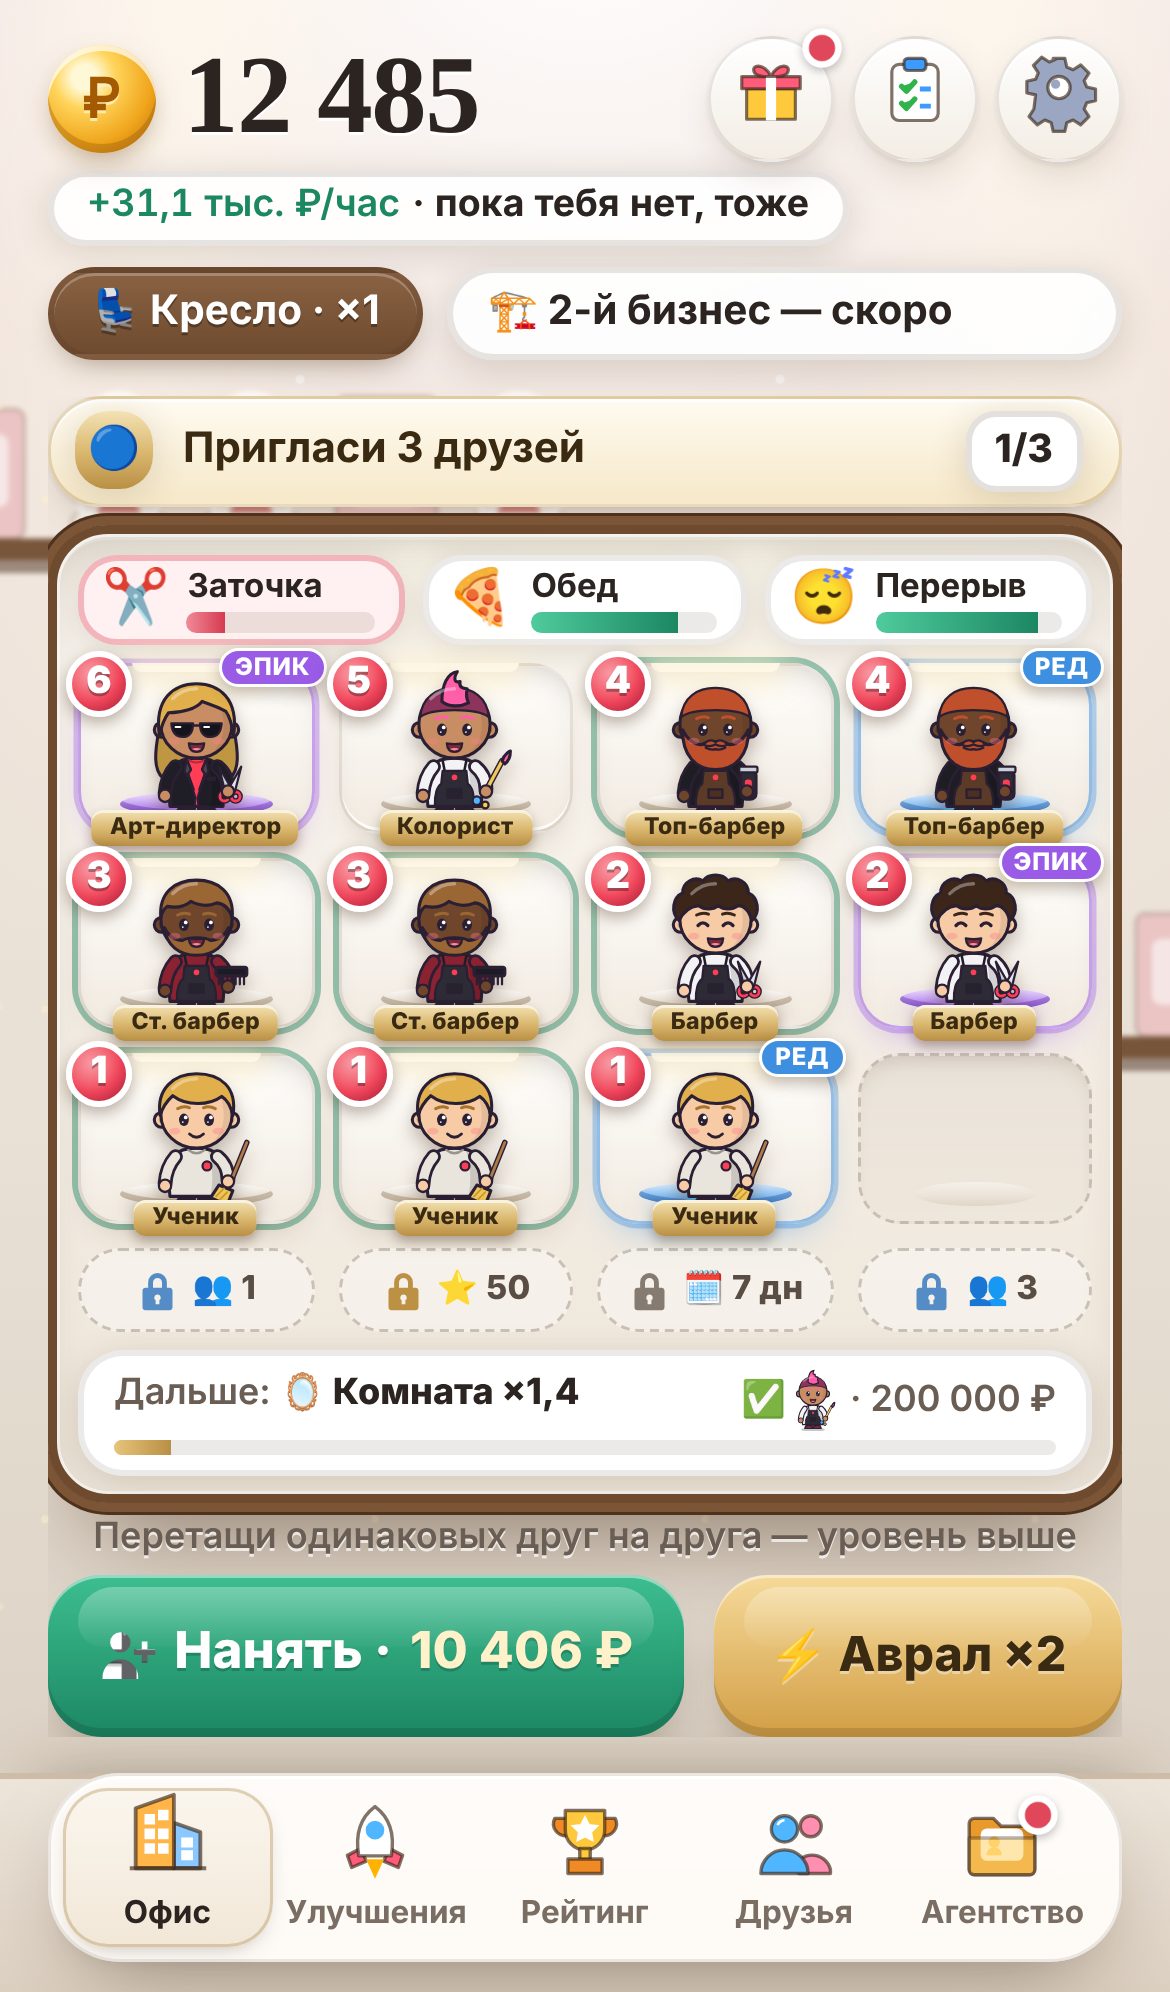 ₽ 12 485
+31,1 тыс. ₽/час · пока тебя нет, тоже
Кресло · ×1
2-й бизнес — скоро
Пригласи 3 друзей 1/3
Заточка Обед Перерыв
6 ЭПИК 5 4 4 РЕД
Арт-директор Колорист Топ-барбер Топ-барбер
3 3 2 2 ЭПИК
Ст. барбер Ст. барбер Барбер Барбер
1 1 1 РЕД
Ученик Ученик Ученик
1 50 7 дн 3
Дальше: Комната ×1,4 · 200 000 ₽
Перетащи одинаковых друг на друга — уровень выше
Нанять · 10 406 ₽ Аврал ×2
Офис Улучшения Рейтинг Друзья Агентство